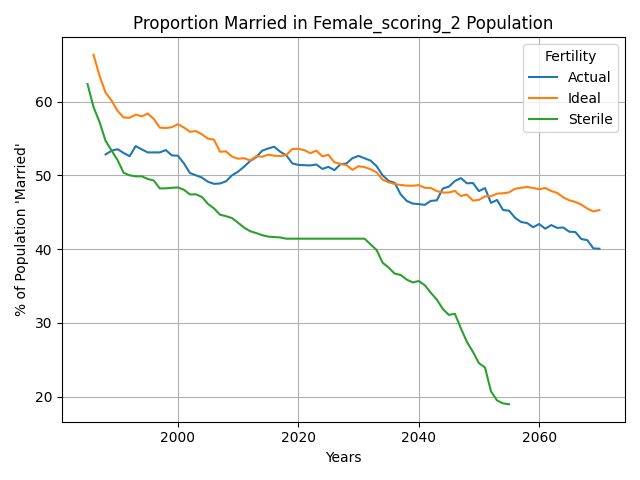 Proportion Married in Female_scoring_2 Population
Fertility
Actual
Ideal
Sterile
% of Population 'Married'
60
50
40
30
20
2000
2020
2040
2060
Years